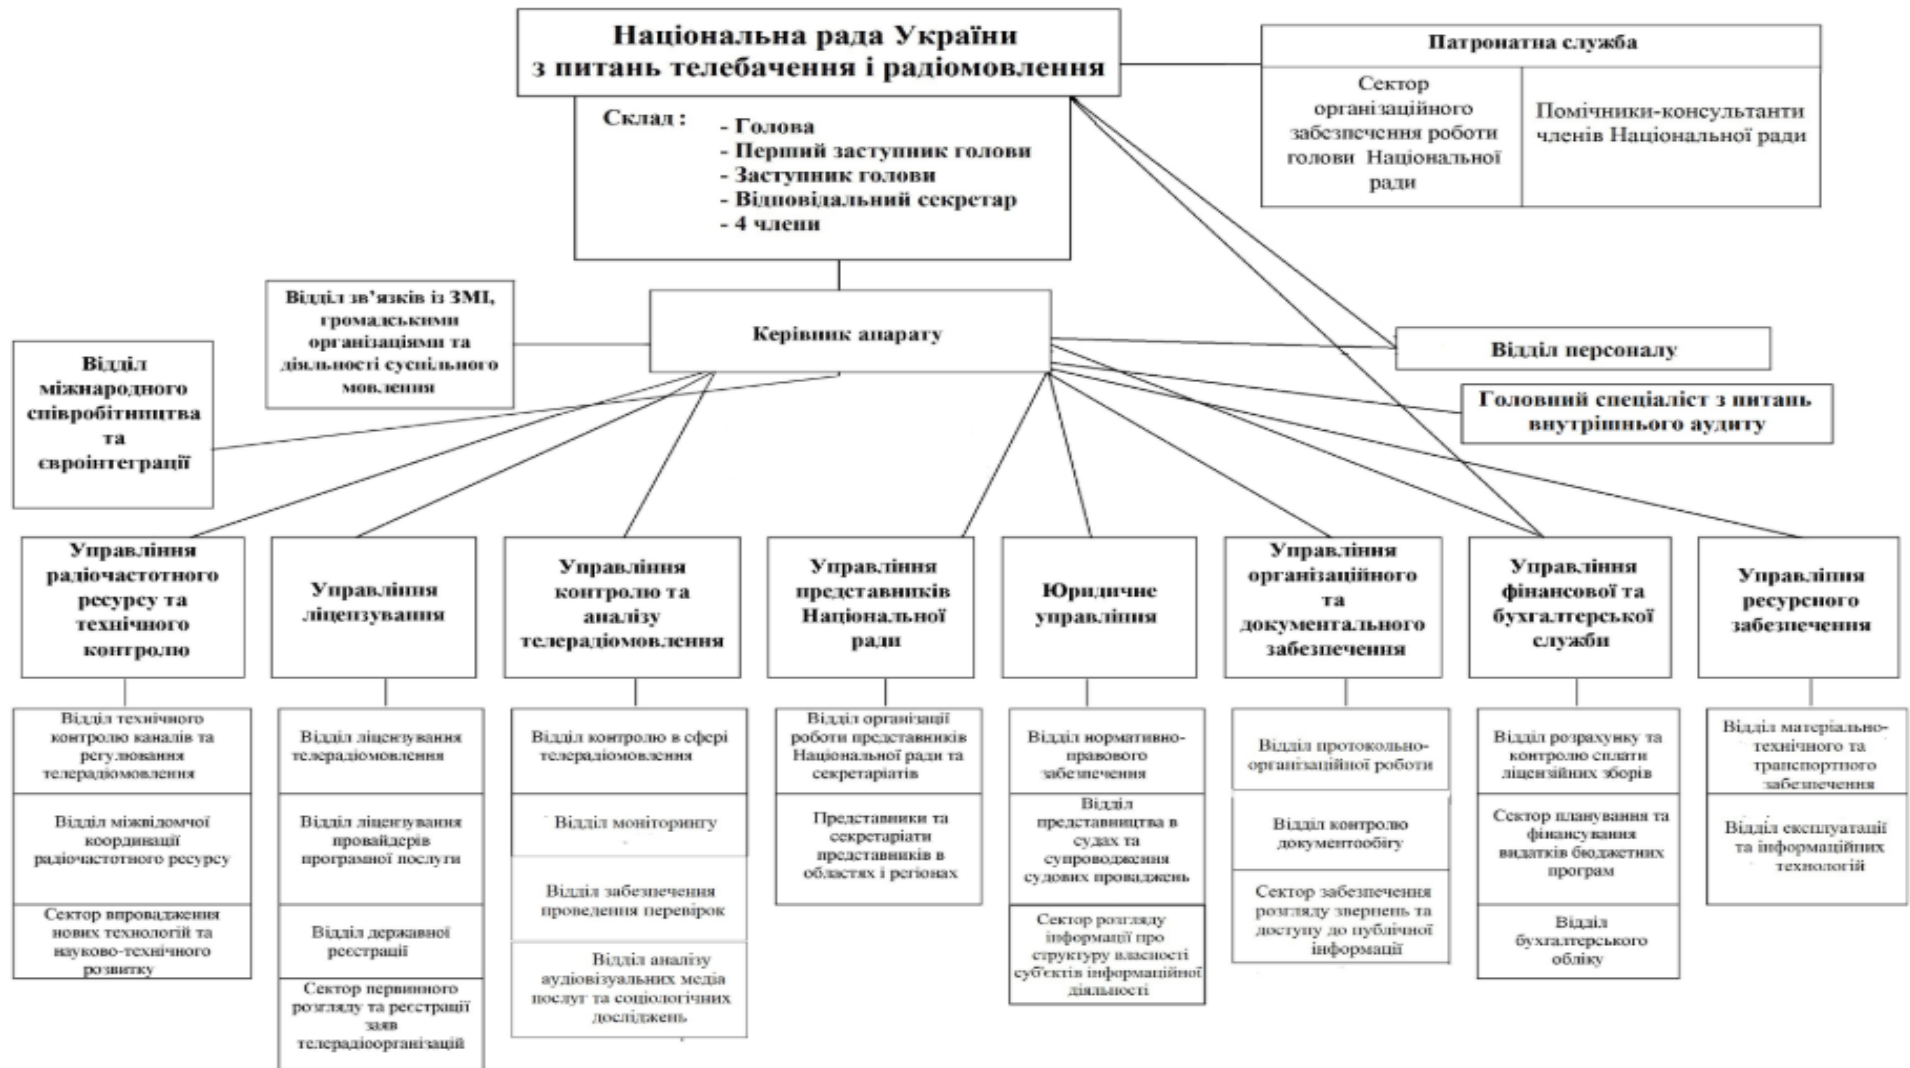 Національна рада України
з питань телебачення і радіомовлення
Склад :
- Голова
- Перший заступник голови
- Заступник голови
- Відповідальний секретар
- 4 члени
Патронатна служба
Сектор
організаційного
забезпечення роботи
голови Національної
ради
Помічники-консультанти
членів Національної ради
Відділ зв’язків із ЗМІ,
громадськими
організаціями та
діяльності суспільного
мовлення
Керівник апарату
Відділ персоналу
Відділ
міжнародного
співробітництва
та
євроінтеграції
Головний спеціаліст з питань
внутрішнього аудиту
Управління
радіочастотного
ресурсу та
технічного
контролю
Управління
ліцензування
Управління
контролю та
аналізу
телерадіомовлення
Управління
представників
Національної
ради
Юридичне
управління
Управління
організаційного
та
документального
забезпечення
Управління
фінансової та
бухгалтерської
служби
Управління
ресурсного
забезпечення
Відділ технічного
контролю каналів та
регулювання
телерадіомовлення
Відділ міжвідомчої
координації
радіочастотного ресурсу
Сектор впровадження
нових технологій та
науково-технічного
розвитку
Відділ ліцензування
телерадіомовлення
Відділ ліцензування
провайдерів
програмної послуги
Відділ державної
реєстрації
Сектор первинного
розгляду та реєстрації
заяв
телерадіоорганізацій
Відділ контролю в сфері
телерадіомовлення
Відділ моніторингу
Відділ забезпечення
проведення перевірок
Відділ аналізу
аудіовізуальних медіа
послуг та соціологічних
досліджень
Відділ організації
роботи представників
Національної ради та
секретаріатів
Представники та
секретаріати
представників в
областях і регіонах
Відділ нормативно-
правового
забезпечення
Відділ
представництва в
судах та
супроводження
судових проваджень
Сектор розгляду
інформації про
структуру власності
суб'єктів інформаційної
діяльності
Відділ протокольно-
організаційної роботи
Відділ контролю
документообігу
Сектор забезпечення
розгляду звернень та
доступу до публічної
інформації
Відділ розрахунку та
контролю сплати
ліцензійних зборів
Сектор планування та
фінансування
видатків бюджетних
програм
Відділ
бухгалтерського
обліку
Відділ матеріально-
технічного та
транспортного
забезпечення
Відділ експлуатації
та інформаційних
технологій